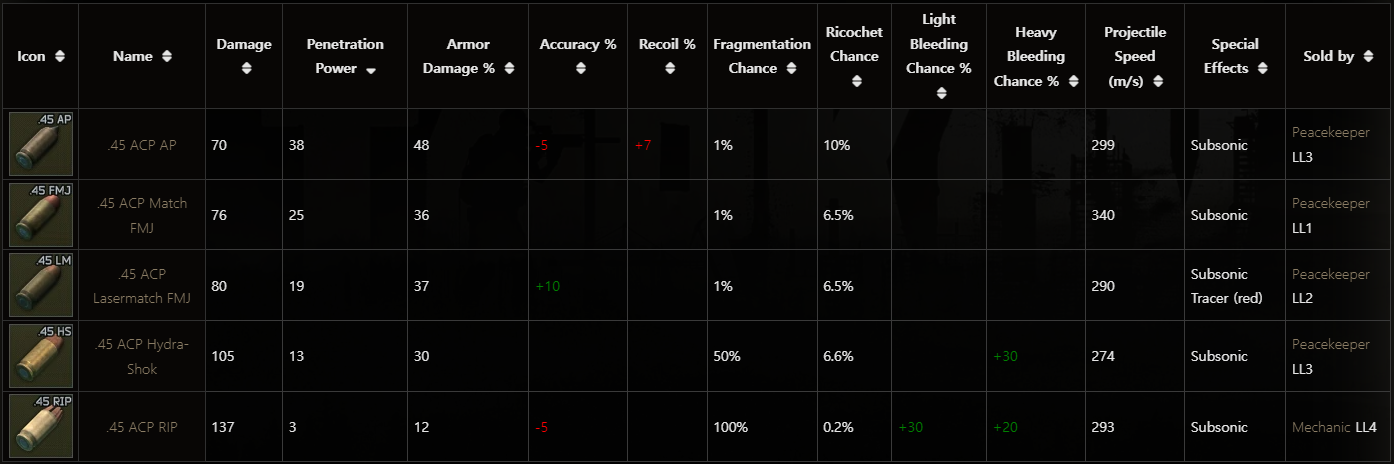 Icon Name Damage Penetration Power Armor Damage % Accuracy % Recoil % Fragmentation Chance Ricochet Chance Light Bleeding Chance % Heavy Bleeding Chance % Projectile Speed (m/s) Special Effects Sold by
.45 AP .45 ACP AP 70 38 48 -5 +7 1% 10% 299 Subsonic Peacekeeper LL3
.45 FMJ .45 ACP Match FMJ 76 25 36 1% 6.5% 340 Subsonic Peacekeeper LL1
.45 LM .45 ACP Lasermatch FMJ 80 19 37 +10 1% 6.5% 290 Subsonic Tracer (red) Peacekeeper LL2
.45 HS .45 ACP Hydra-Shok 105 13 30 50% 6.6% +30 274 Subsonic Peacekeeper LL3
.45 RIP .45 ACP RIP 137 3 12 -5 100% 0.2% +30 +20 293 Subsonic Mechanic LL4